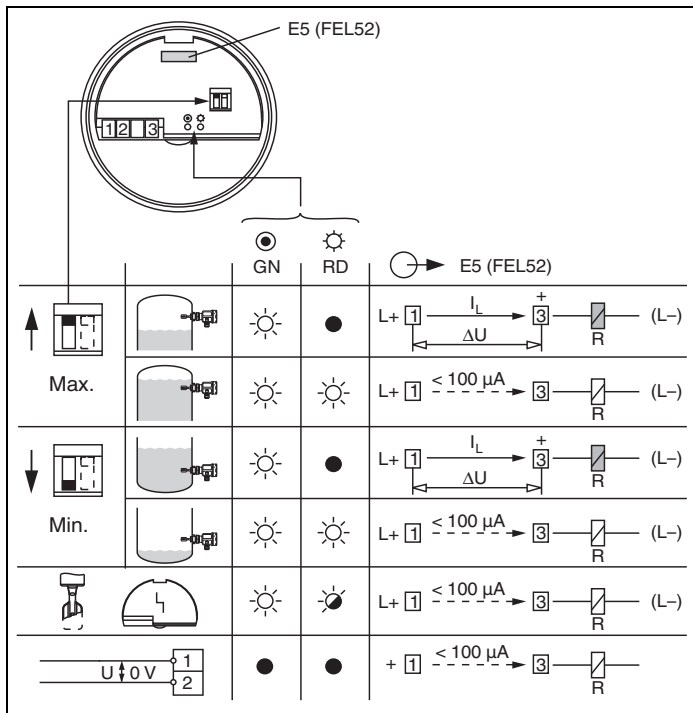 E5 (FEL52)
1 2 3
GN RD E5 (FEL52)
L+ 1 I_L + 3 (L–)
ΔU R
Max.
L+ 1 < 100 µA 3 (L–)
R
L+ 1 I_L + 3 (L–)
ΔU R
Min.
L+ 1 < 100 µA 3 (L–)
R
L+ 1 < 100 µA 3 (L–)
R
U 0 V 1 2
+ 1 < 100 µA 3
R